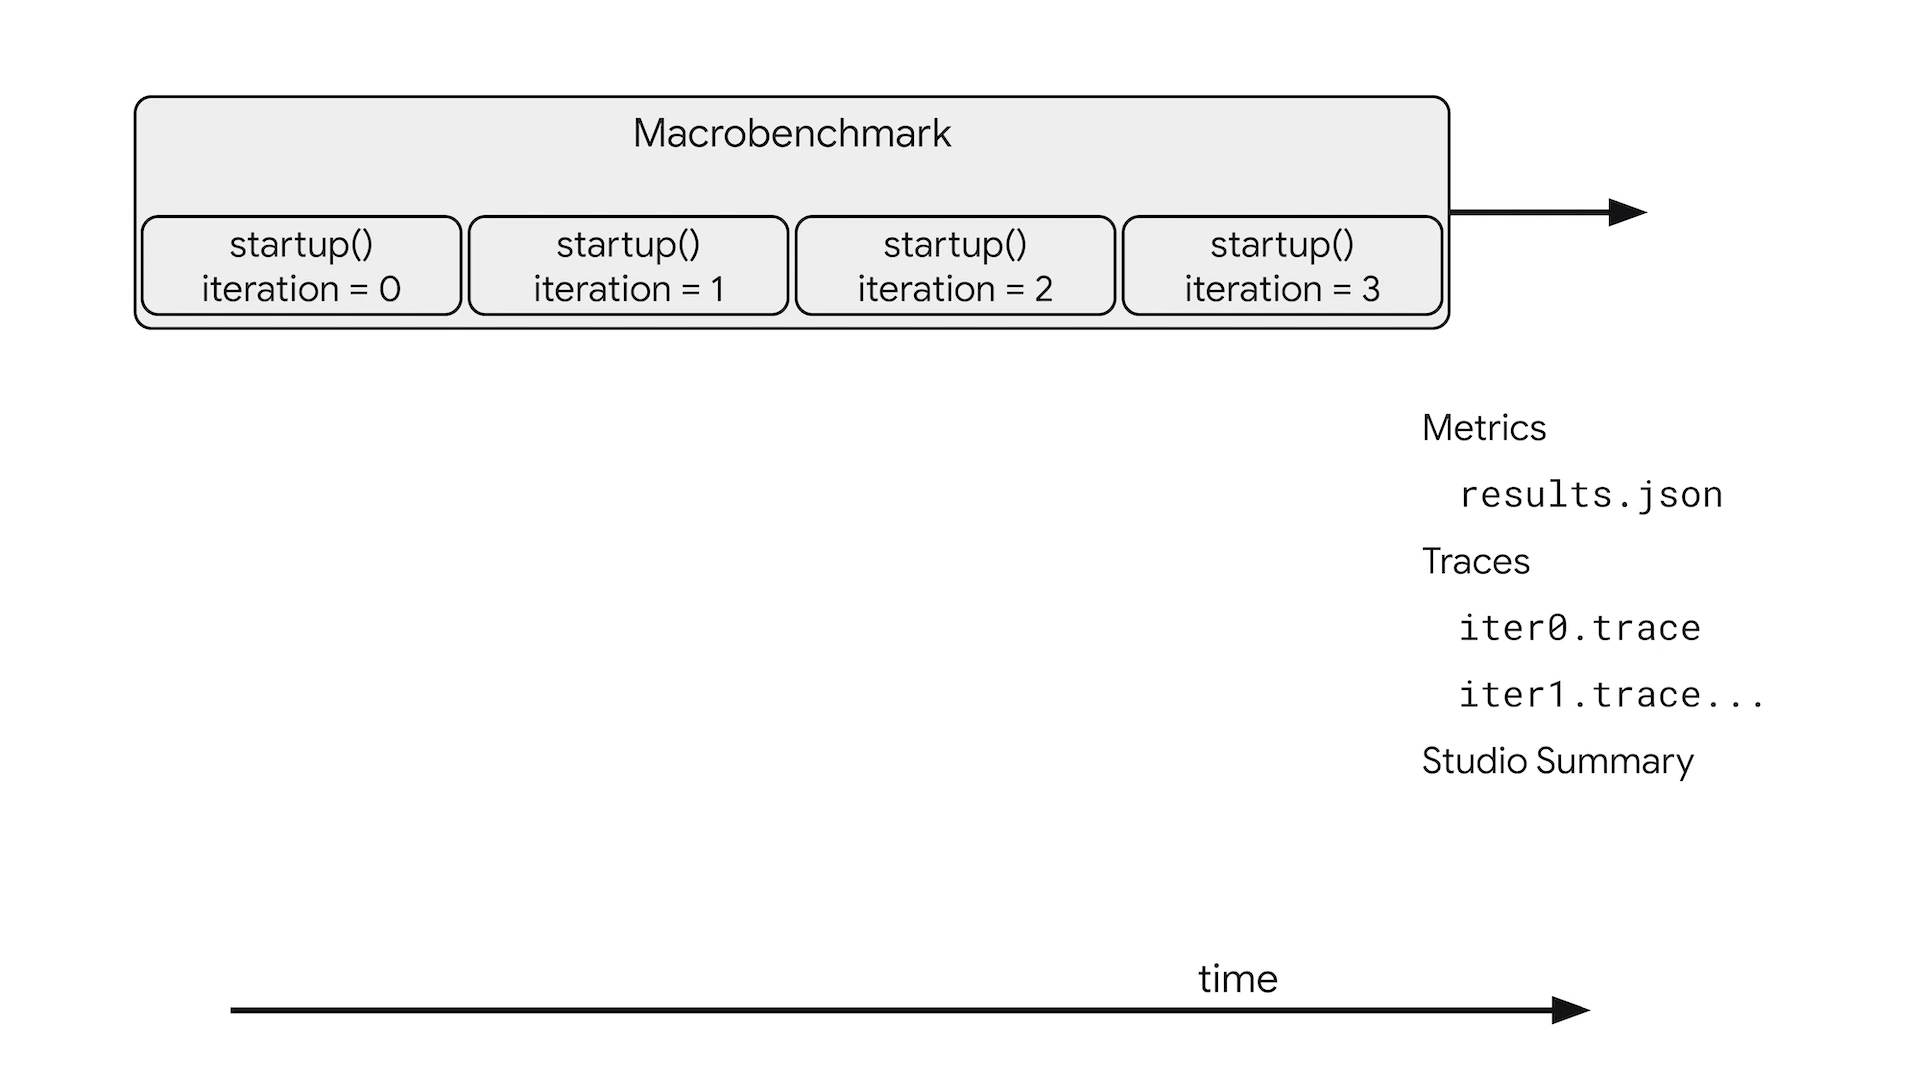 Macrobenchmark
startup()
iteration = 0
startup()
iteration = 1
startup()
iteration = 2
startup()
iteration = 3
Metrics
results.json
Traces
iter0.trace
iter1.trace...
Studio Summary
time